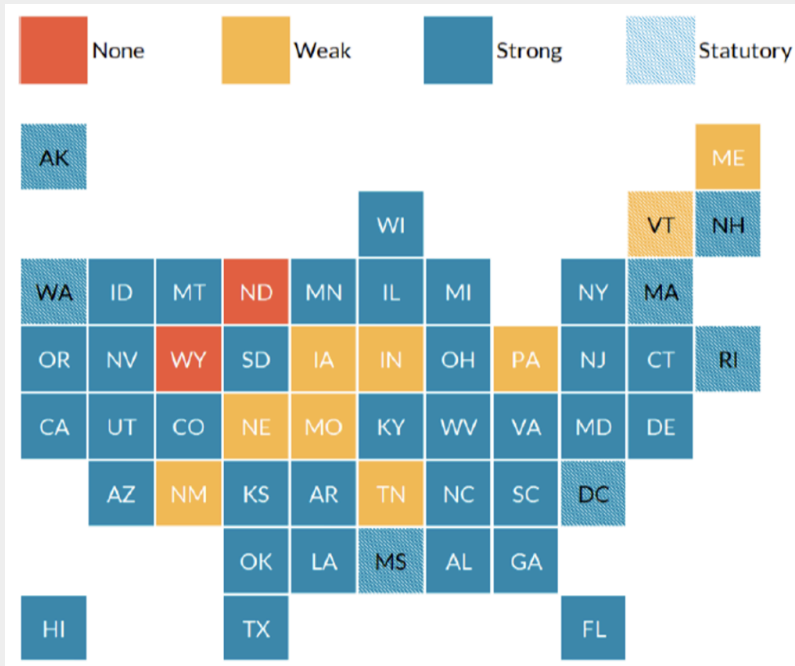 None Weak Strong Statutory
AK ME
WI VT NH
WA ID MT ND MN IL MI NY MA
OR NV WY SD IA IN OH PA NJ CT RI
CA UT CO NE MO KY WV VA MD DE
AZ NM KS AR TN NC SC DC
OK LA MS AL GA
HI TX FL